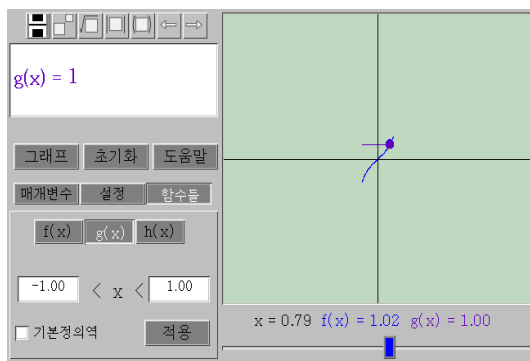 g(x) = 1
그래프 초기화 도움말
매개변수 설정 함수들
f(x) g(x) h(x)
-1.00 < x < 1.00
기본정의역 적용
x = 0.79 f(x) = 1.02 g(x) = 1.00